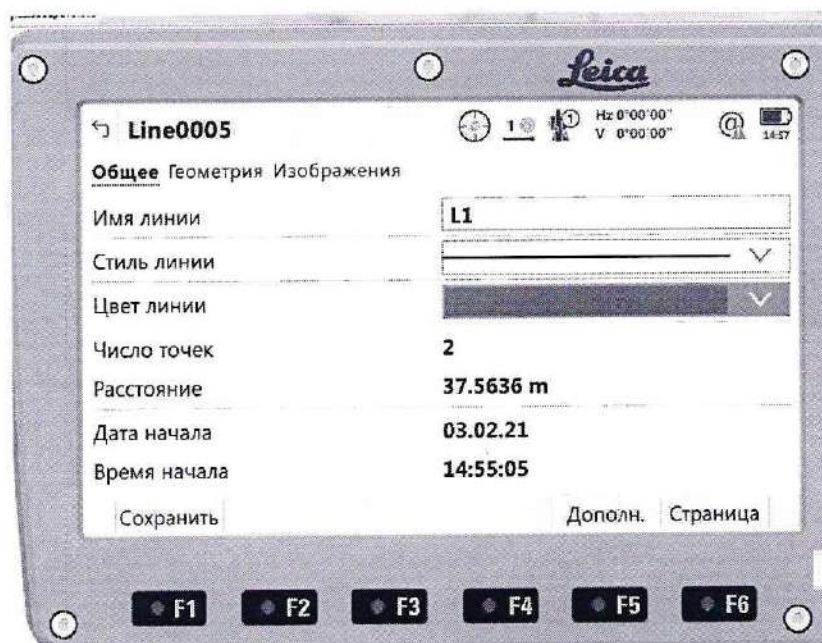 Leica
Line0005
1
1
Hz 0°00'00"
V 0°00'00"
@
14:57
Общее Геометрия Изображения
Имя линии L1
Стиль линии
Цвет линии
Число точек 2
Расстояние 37.5636 m
Дата начала 03.02.21
Время начала 14:55:05
Сохранить Дополн. Страница
F1 F2 F3 F4 F5 F6